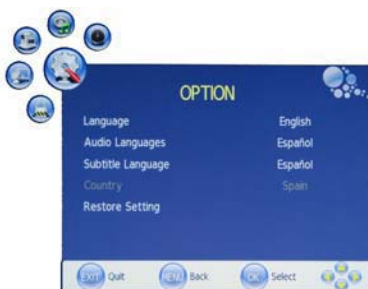 OPTION
Language English
Audio Languages Español
Subtitle Language Español
Country Spain
Restore Setting
EXIT Quit MENU Back OK Select